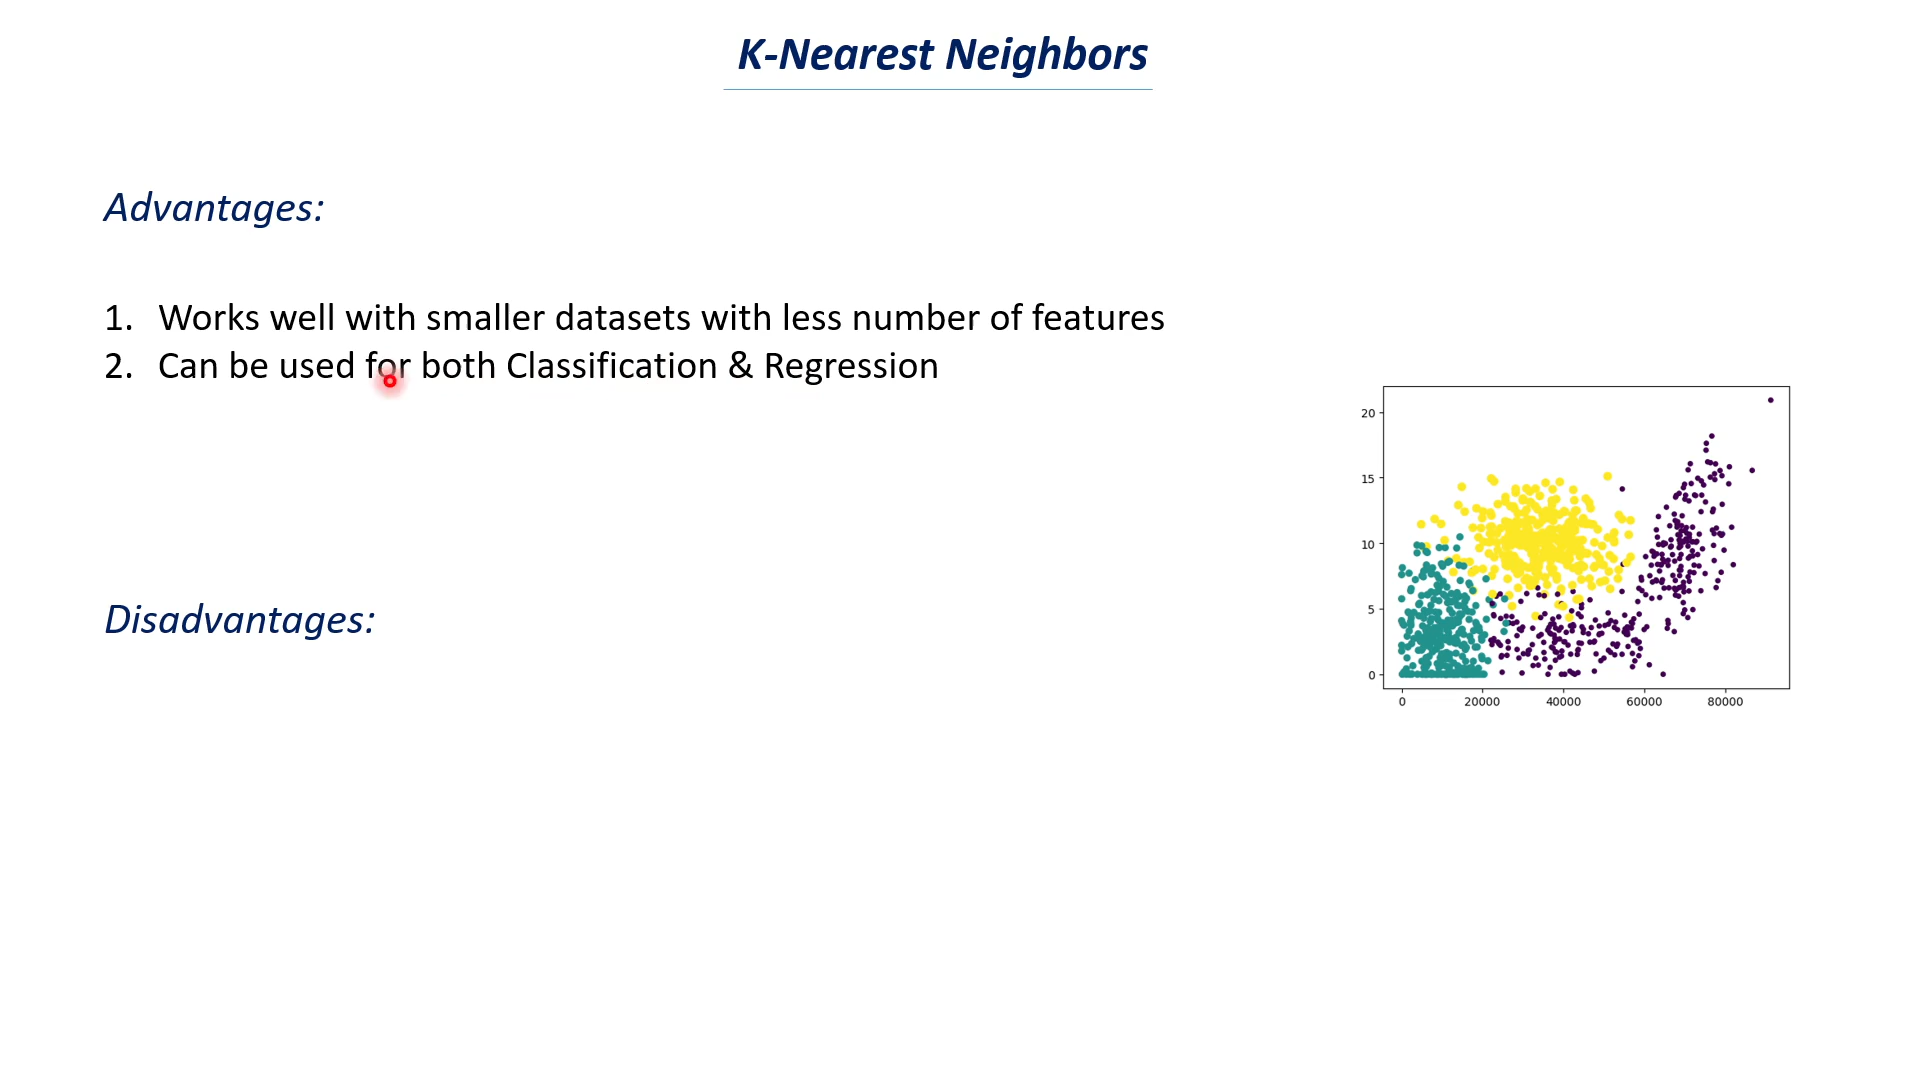 K-Nearest Neighbors
Advantages:
1. Works well with smaller datasets with less number of features
2. Can be used for both Classification & Regression
20
15
10
5
0
0 20000 40000 60000 80000
Disadvantages: